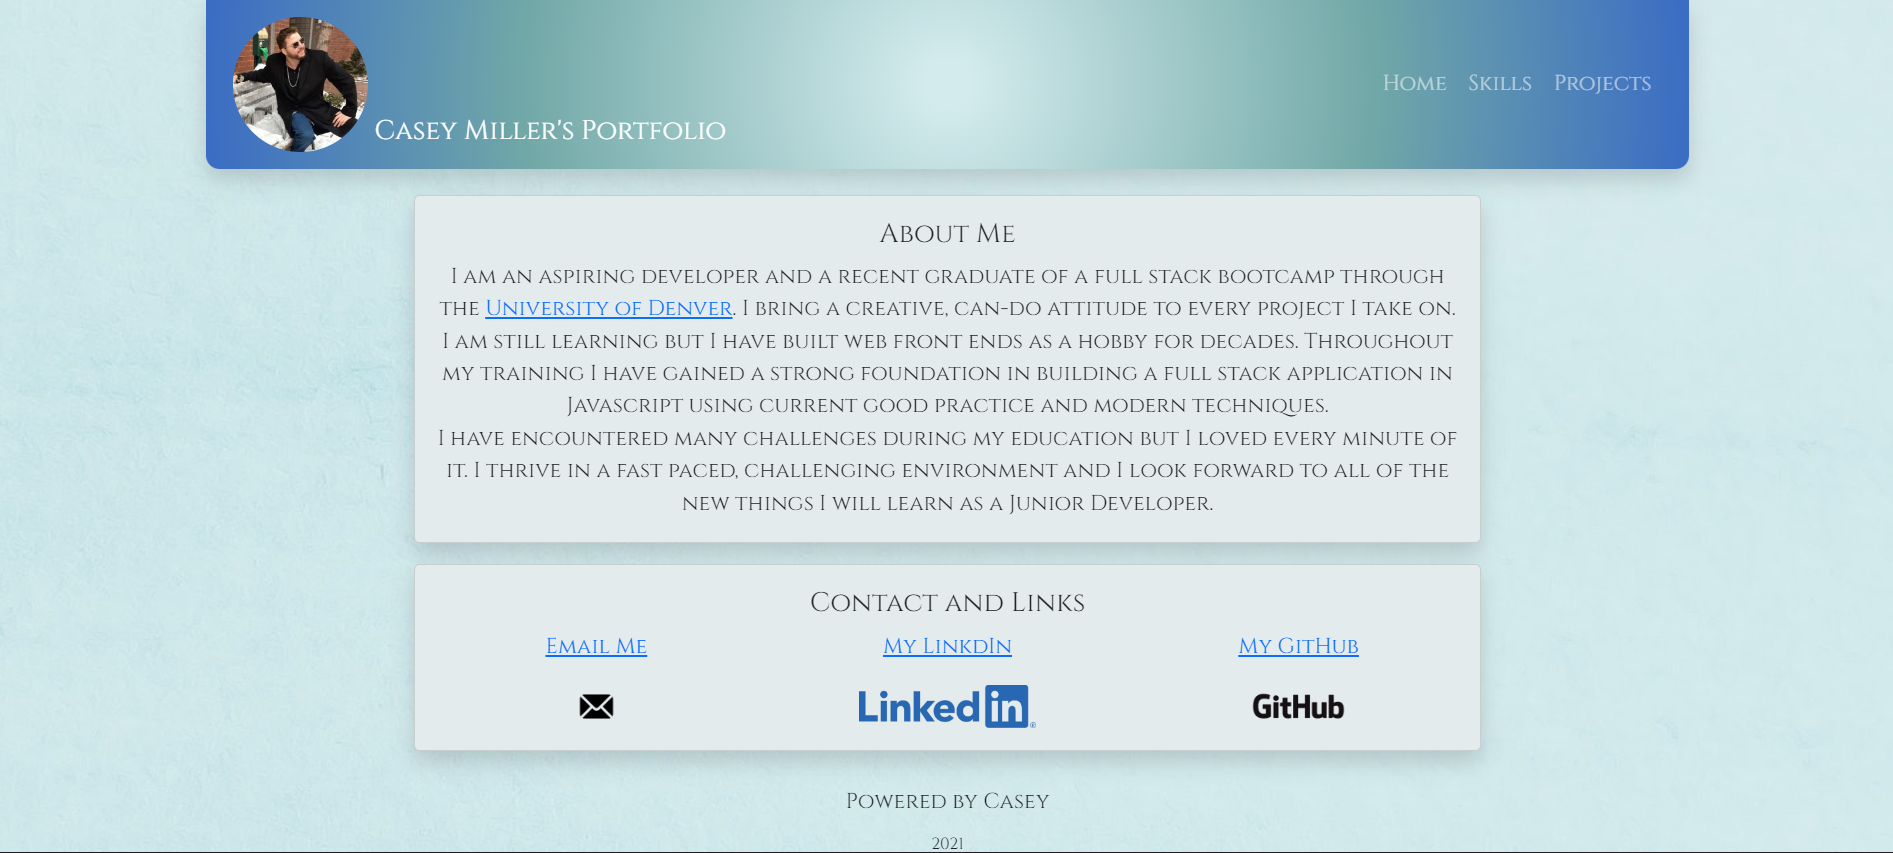 Home Skills Projects
Casey Miller's Portfolio
About Me
I am an aspiring developer and a recent graduate of a full stack bootcamp through
the University of Denver. I bring a creative, can-do attitude to every project I take on.
I am still learning but I have built web front ends as a hobby for decades. Throughout
my training I have gained a strong foundation in building a full stack application in
Javascript using current good practice and modern techniques.
I have encountered many challenges during my education but I loved every minute of
it. I thrive in a fast paced, challenging environment and I look forward to all of the
new things I will learn as a Junior Developer.
Contact and Links
Email Me
My LinkdIn
My GitHub
Linked in®
GitHub
Powered by Casey
2021